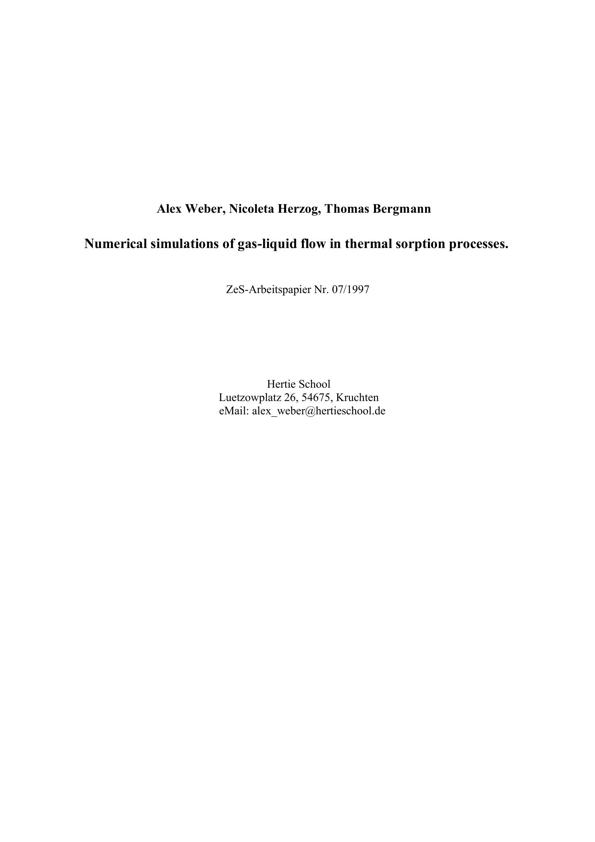 Alex Weber, Nicoleta Herzog, Thomas Bergmann
Numerical simulations of gas-liquid flow in thermal sorption processes.
ZeS-Arbeitspapier Nr. 07/1997
Hertie School
Luetzowplatz 26, 54675, Kruchten
eMail: alex_weber@hertieschool.de